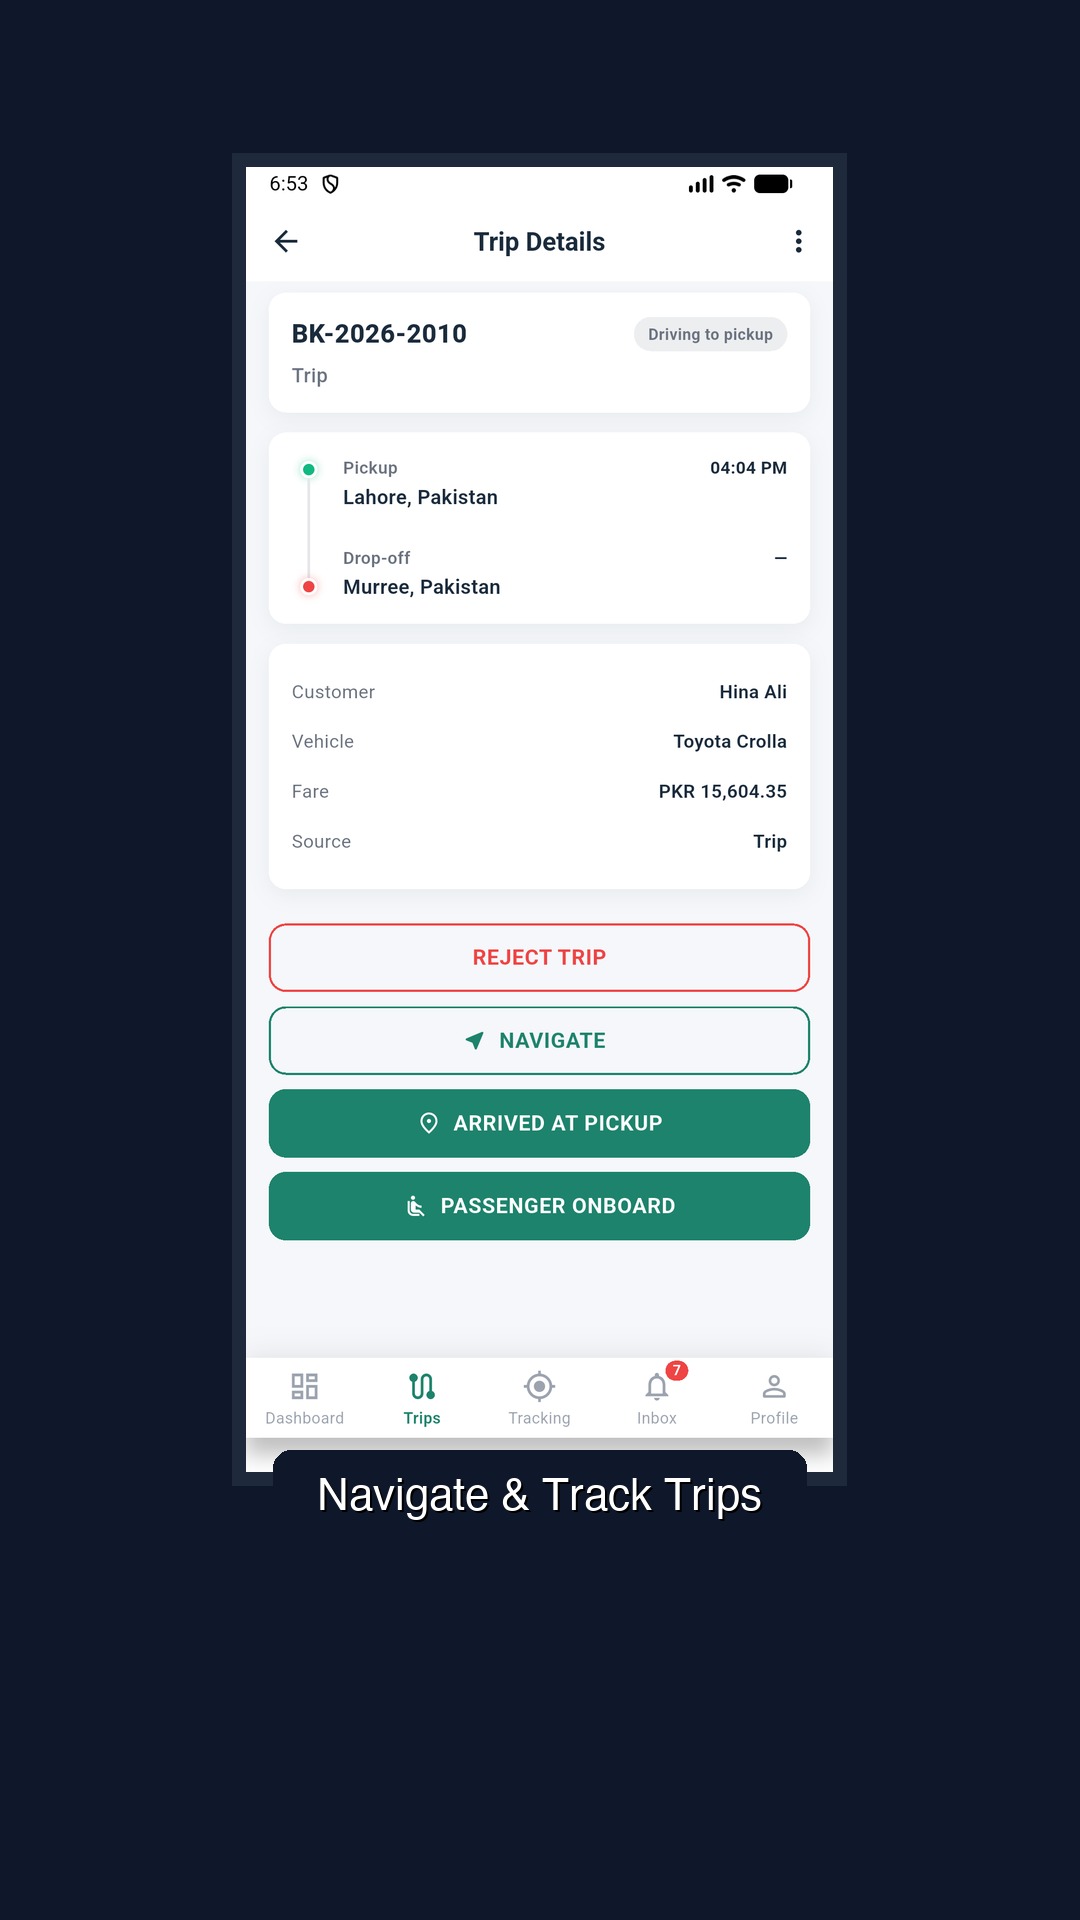 6:53
Trip Details
BK-2026-2010
Driving to pickup
Trip
Pickup
04:04 PM
Lahore, Pakistan
Drop-off
–
Murree, Pakistan
Customer
Hina Ali
Vehicle
Toyota Crolla
Fare
PKR 15,604.35
Source
Trip
REJECT TRIP
NAVIGATE
ARRIVED AT PICKUP
PASSENGER ONBOARD
7
Dashboard
Trips
Tracking
Inbox
Profile
Navigate & Track Trips